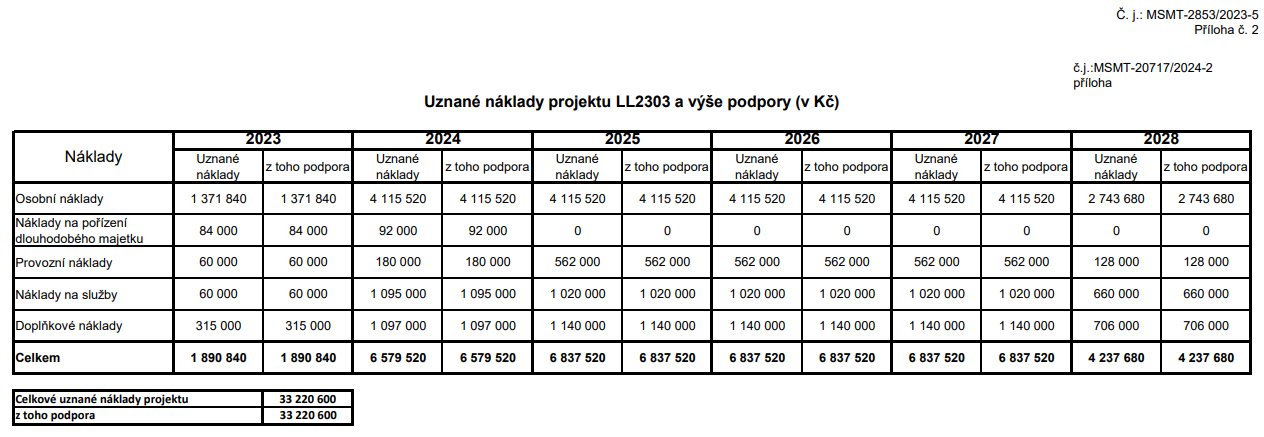 Č. j.: MSMT-2853/2023-5
Příloha č. 2
č.j.:MSMT-20717/2024-2
příloha
Uznané náklady projektu LL2303 a výše podpory (v Kč)
Náklady 2023 2024 2025 2026 2027 2028
Uznané náklady z toho podpora Uznané náklady z toho podpora Uznané náklady z toho podpora Uznané náklady z toho podpora Uznané náklady z toho podpora Uznané náklady z toho podpora
Osobní náklady 1 371 840 1 371 840 4 115 520 4 115 520 4 115 520 4 115 520 4 115 520 4 115 520 4 115 520 4 115 520 2 743 680 2 743 680
Náklady na pořízení
dlouhodobého majetku 84 000 84 000 92 000 92 000 0 0 0 0 0 0 0 0
Provozní náklady 60 000 60 000 180 000 180 000 562 000 562 000 562 000 562 000 562 000 562 000 128 000 128 000
Náklady na služby 60 000 60 000 1 095 000 1 095 000 1 020 000 1 020 000 1 020 000 1 020 000 1 020 000 1 020 000 660 000 660 000
Doplňkové náklady 315 000 315 000 1 097 000 1 097 000 1 140 000 1 140 000 1 140 000 1 140 000 1 140 000 1 140 000 706 000 706 000
Celkem 1 890 840 1 890 840 6 579 520 6 579 520 6 837 520 6 837 520 6 837 520 6 837 520 6 837 520 6 837 520 4 237 680 4 237 680
Celkové uznané náklady projektu 33 220 600
z toho podpora 33 220 600